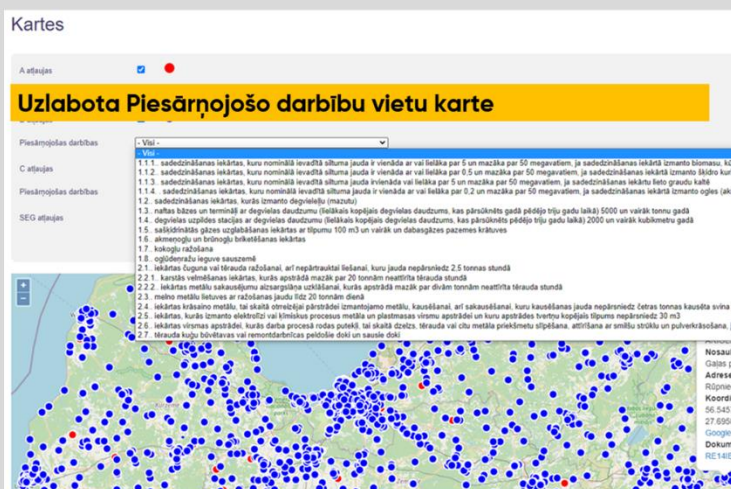 Kartes
A atļaujas
Uzlabota Piesārņojošo darbību vietu karte
Piesārņojošas darbības
- Visi -
- Visi -
1.1.1.. sadedzināšanas iekārtas, kuru nominālā ievadītā siltuma jauda ir vienāda ar vai lielāka par 5 un mazāka par 50 megavatiem, ja sadedzināšanas iekārtā izmanto biomasu, kū
1.1.2.. sadedzināšanas iekārtas, kuru nominālā ievadītā siltuma jauda ir vienāda ar vai lielāka par 0,5 un mazāka par 50 megavatiem, ja sadedzināšanas iekārtā izmanto šķidro kur
1.1.3.. sadedzināšanas iekārtas, kuru nominālā ievadītā siltuma jauda irvienāda vai lielāka par 5 un mazāka par 50 megavatiem, ja sadedzināšanas iekārtu lieto graudu kaltē
1.1.4.. sadedzināšanas iekārtas, kuru nominālā ievadītā siltuma jauda ir vienāda ar vai lielāka par 0,2 un mazāka par 50 megavatiem, ja sadedzināšanas iekārtā izmanto ogles (ak
1.2.. sadedzināšanas iekārtas, kurās izmanto degvieleļļu (mazutu)
C atļaujas
1.3.. naftas bāzes un termināļi ar degvielas daudzumu (lielākais kopējais degvielas daudzums, kas pārsūknēts gadā pēdējo triju gadu laikā) 5000 un vairāk tonnu gadā
1.4.. degvielas uzpildes stacijas ar degvielas daudzumu (lielākais kopējais degvielas daudzums, kas pārsūknēts pēdējo triju gadu laikā) 2000 un vairāk kubikmetru gadā
Piesārņojošas darbības
1.5.. sašķidrinātās gāzes uzglabāšanas iekārtas ar tilpumu 100 m3 un vairāk un dabasgāzes pazemes krātuves
1.6.. akmeņogļu un brūnogļu briketēšanas iekārtas
1.7.. kokogļu ražošana
SEG atļaujas
1.8.. ogļūdeņražu ieguve sauszemē
2.1.. iekārtas čuguna vai tērauda ražošanai, arī nepārtrauktai liešanai, kuru jauda nepārsniedz 2,5 tonnas stundā
2.2.1.. karstās velmēšanas iekārtas, kurās apstrādā mazāk par 20 tonnām neattīrīta tērauda stundā
2.2.2.. iekārtas metālu sakausējumu aizsargslāņa uzklāšanai, kurās apstrādā mazāk par divām tonnām neattīrīta tērauda stundā
2.3.. melno metālu lietuves ar ražošanas jaudu līdz 20 tonnām dienā
2.4.. iekārtas krāsaino metālu, tai skaitā otrreizējai pārstrādei izmantojamo metālu, kausēšanai, arī sakausēšanai, kuru kausēšanas jauda nepārsniedz četras tonnas kausēta svina
2.5.. iekārtas, kurās izmanto elektrolīzi vai ķīmiskus procesus metāla un plastmasas virsmu apstrādei un kuru apstrādes tvertņu kopējais tilpums nepārsniedz 30 m3
2.6.. iekārtas virsmas apstrādei, kurās darba procesā rodas putekļi, tai skaitā dzelzs, tērauda vai citu metāla priekšmetu slīpēšana, attīrīšana ar smilšu strūklu un pulverkrāsošana,
2.7.. tērauda kuģu būvētavas vai remontdarbnīcas peldošie doki un sausie doki
Nosau
Gaļas p
Adrese
Rūpnie
Koordi
56.545
27.695
Google
Dokum
RE14IE